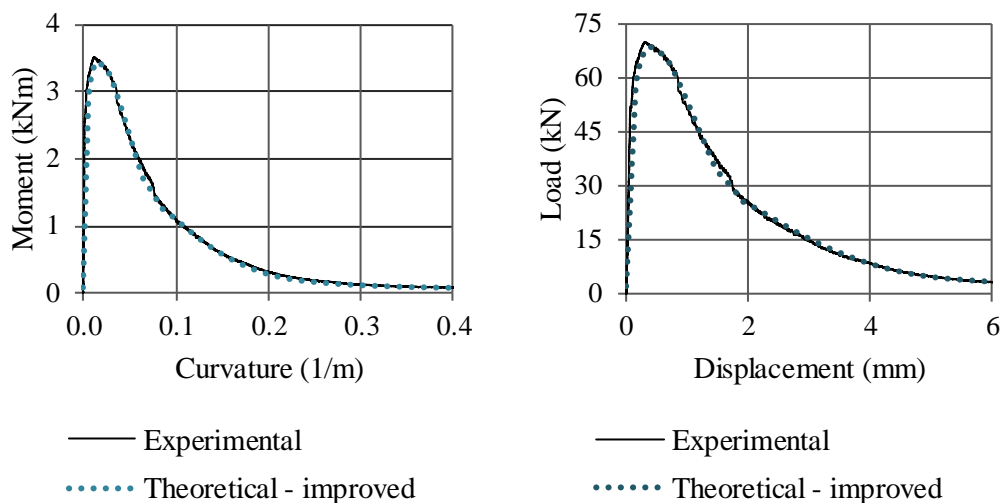 4
3
2
1
0
Moment (kNm)
0.0 0.1 0.2 0.3 0.4
Curvature (1/m)
Experimental
Theoretical - improved
75
60
45
30
15
0
Load (kN)
0 2 4 6
Displacement (mm)
Experimental
Theoretical - improved